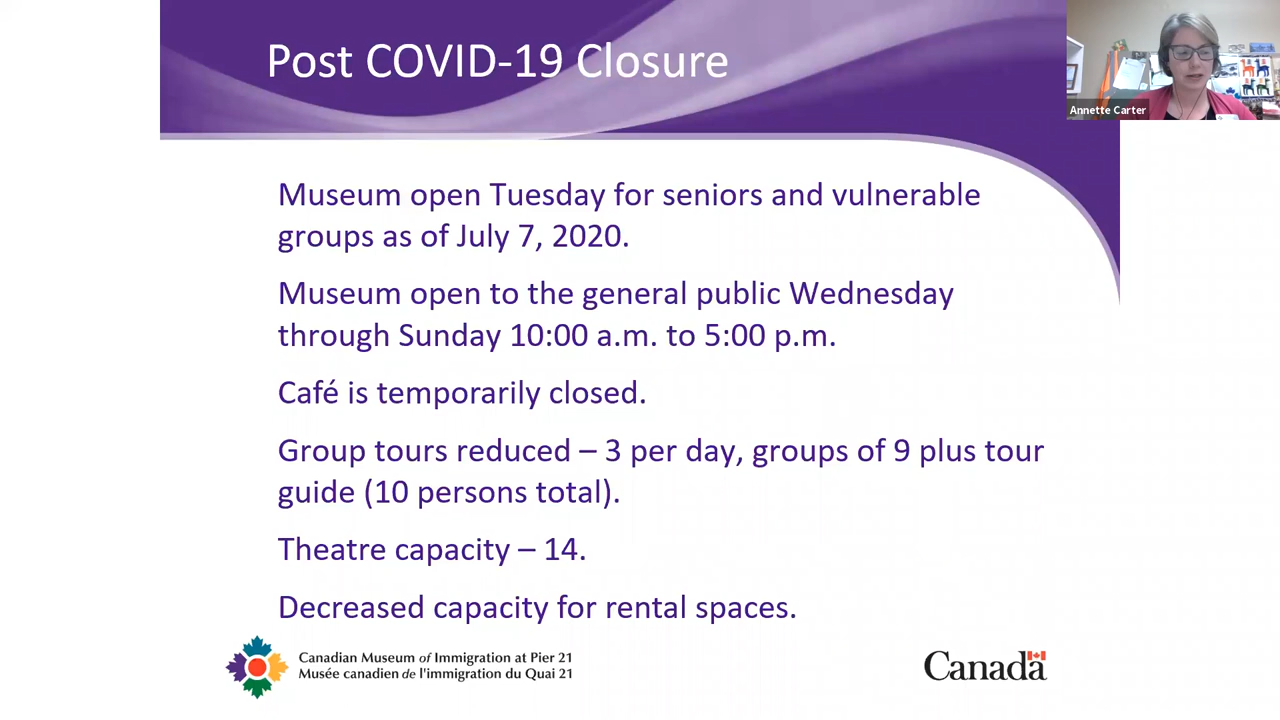 Post COVID-19 Closure
Annette Carter
Museum open Tuesday for seniors and vulnerable
groups as of July 7, 2020.
Museum open to the general public Wednesday
through Sunday 10:00 a.m. to 5:00 p.m.
Café is temporarily closed.
Group tours reduced – 3 per day, groups of 9 plus tour
guide (10 persons total).
Theatre capacity – 14.
Decreased capacity for rental spaces.
Canadian Museum of Immigration at Pier 21
Musée canadien de l'immigration du Quai 21
Canada